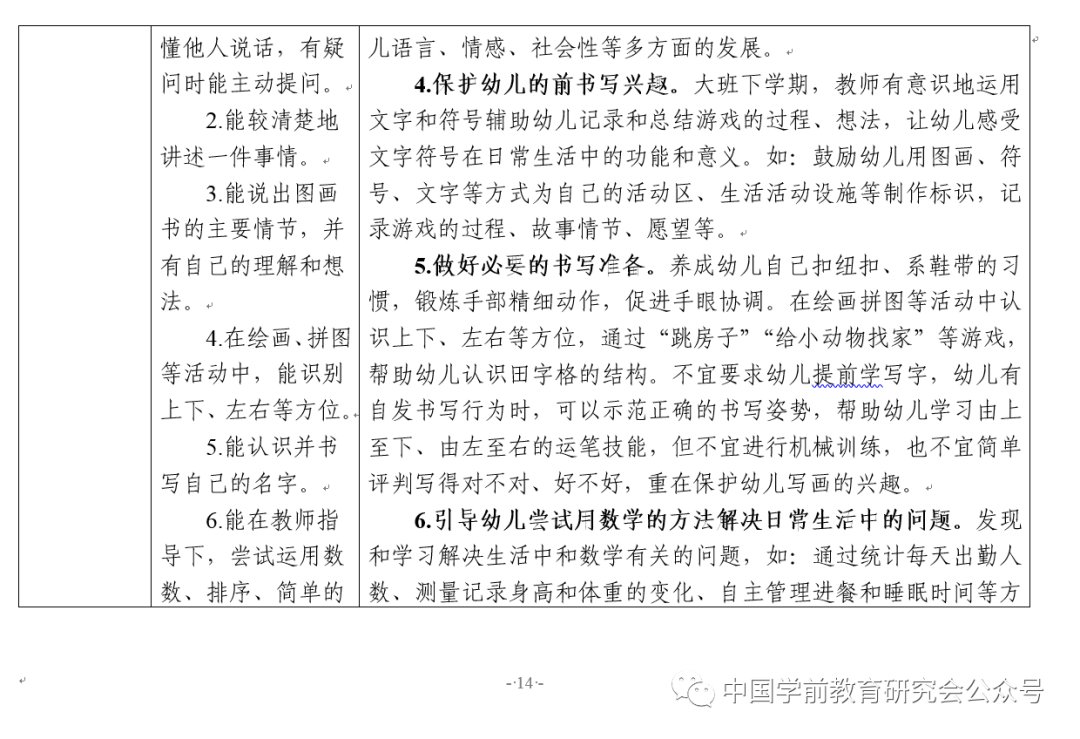 懂他人说话，有疑
问时能主动提问。
2.能较清楚地
讲述一件事情。
3.能说出图画
书的主要情节，并
有自己的理解和想
法。
4.在绘画、拼图
等活动中，能识别
上下、左右等方位。
5.能认识并书
写自己的名字。
6.能在教师指
导下，尝试运用数
数、排序、简单的
儿语言、情感、社会性等多方面的发展。
4.保护幼儿的前书写兴趣。大班下学期，教师有意识地运用
文字和符号辅助幼儿记录和总结游戏的过程、想法，让幼儿感受
文字符号在日常生活中的功能和意义。如：鼓励幼儿用图画、符
号、文字等方式为自己的活动区、生活活动设施等制作标识，记
录游戏的过程、故事情节、愿望等。
5.做好必要的书写准备。养成幼儿自己扣纽扣、系鞋带的习
惯，锻炼手部精细动作，促进手眼协调。在绘画拼图等活动中认
识上下、左右等方位，通过“跳房子”“给小动物找家”等游戏，
帮助幼儿认识田字格的结构。不宜要求幼儿提前学写字，幼儿有
自发书写行为时，可以示范正确的书写姿势，帮助幼儿学习由上
至下、由左至右的运笔技能，但不宜进行机械训练，也不宜简单
评判写得对不对、好不好，重在保护幼儿写画的兴趣。
6.引导幼儿尝试用数学的方法解决日常生活中的问题。发现
和学习解决生活中和数学有关的问题，如：通过统计每天出勤人
数、测量记录身高和体重的变化、自主管理进餐和睡眠时间等方
-·14·-
中国学前教育研究会公众号